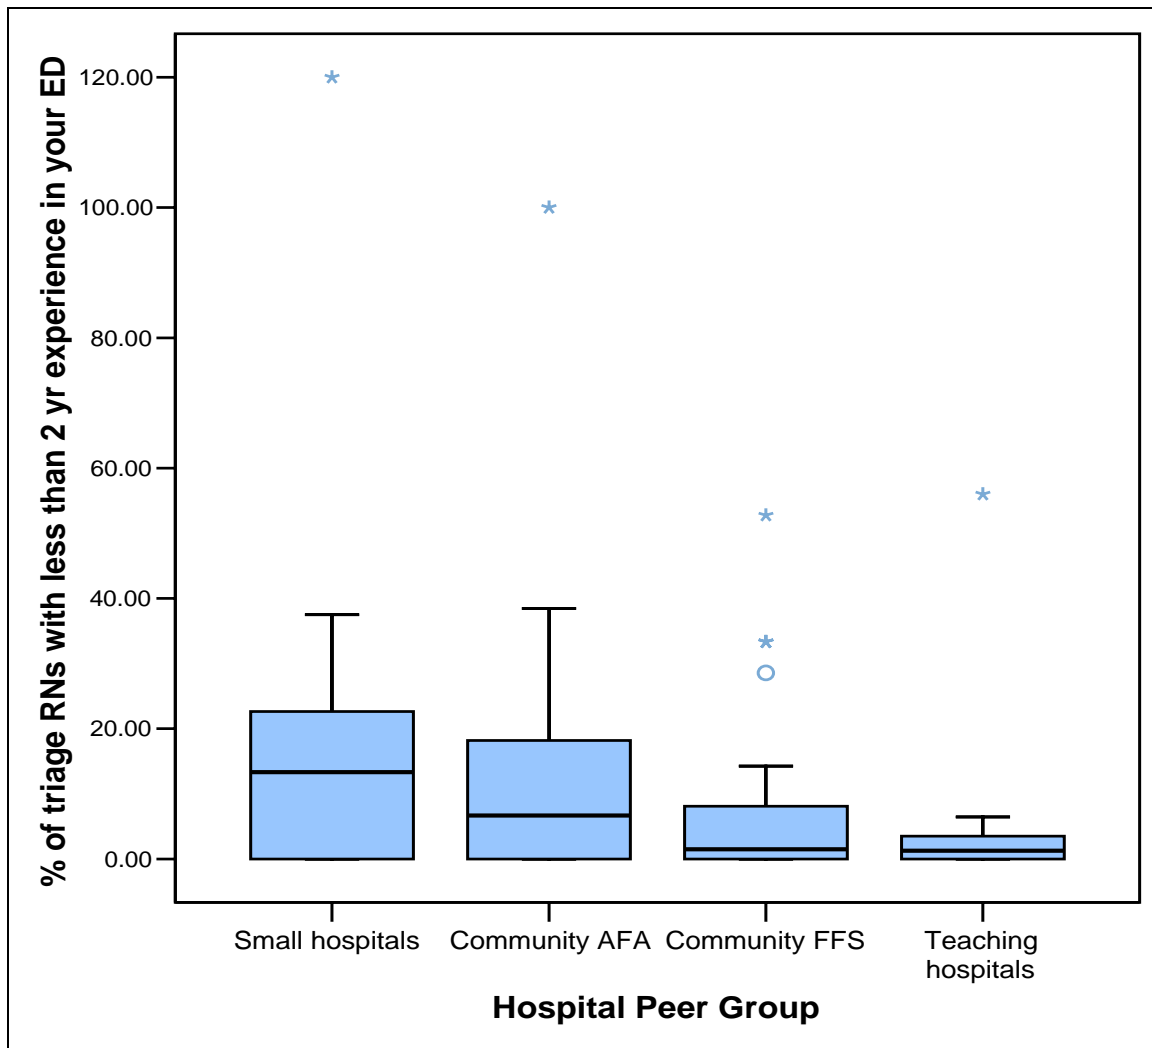 % of triage RNs with less than 2 yr experience in your ED
120.00
100.00
80.00
60.00
40.00
20.00
0.00
Small hospitals
Community AFA
Community FFS
Teaching
hospitals
Hospital Peer Group